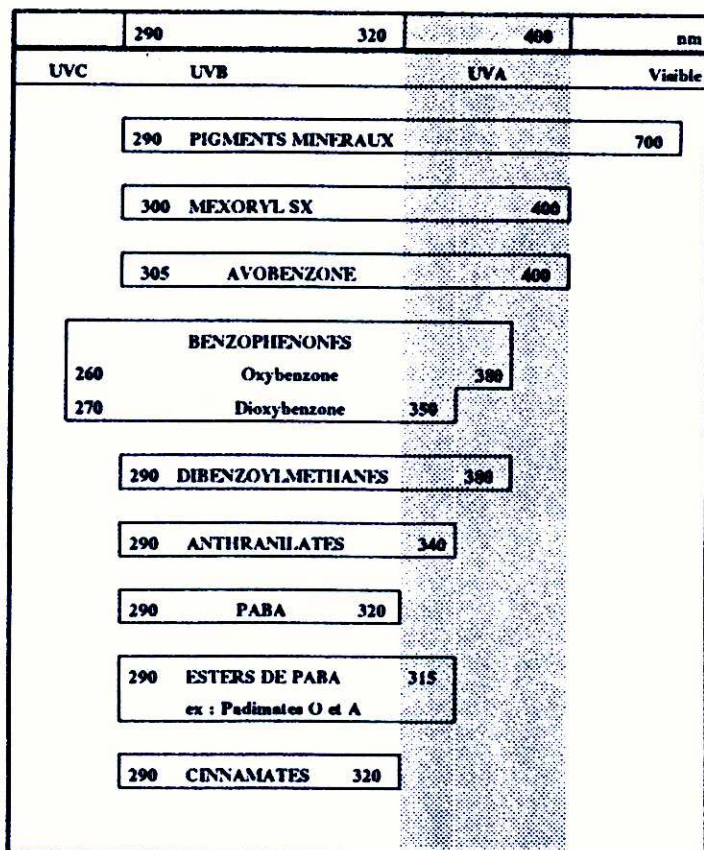 290 320 400 nm
UVC UVB UVA Visible
290 PIGMENTS MINERAUX 700
300 MEXORYL SX 400
305 AVOBENZONE 400
BENZOPHENONES
260 Oxybenzone 380
270 Dioxybenzone 350
290 DIBENZOYLMETHANES 380
290 ANTHRANILATES 340
290 PABA 320
290 ESTERS DE PABA 315
ex : Padimates O et A
290 CINNAMATES 320